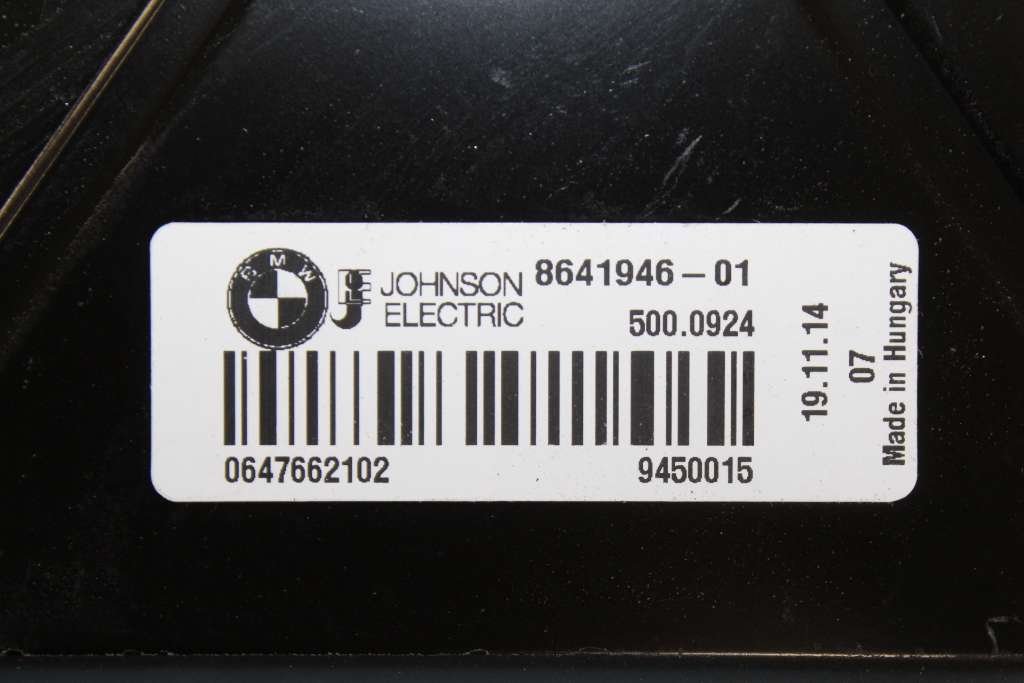 BMW
JOHNSON
ELECTRIC
8641946-01
500.0924
0647662102
9450015
19.11.14
07
Made in Hungary